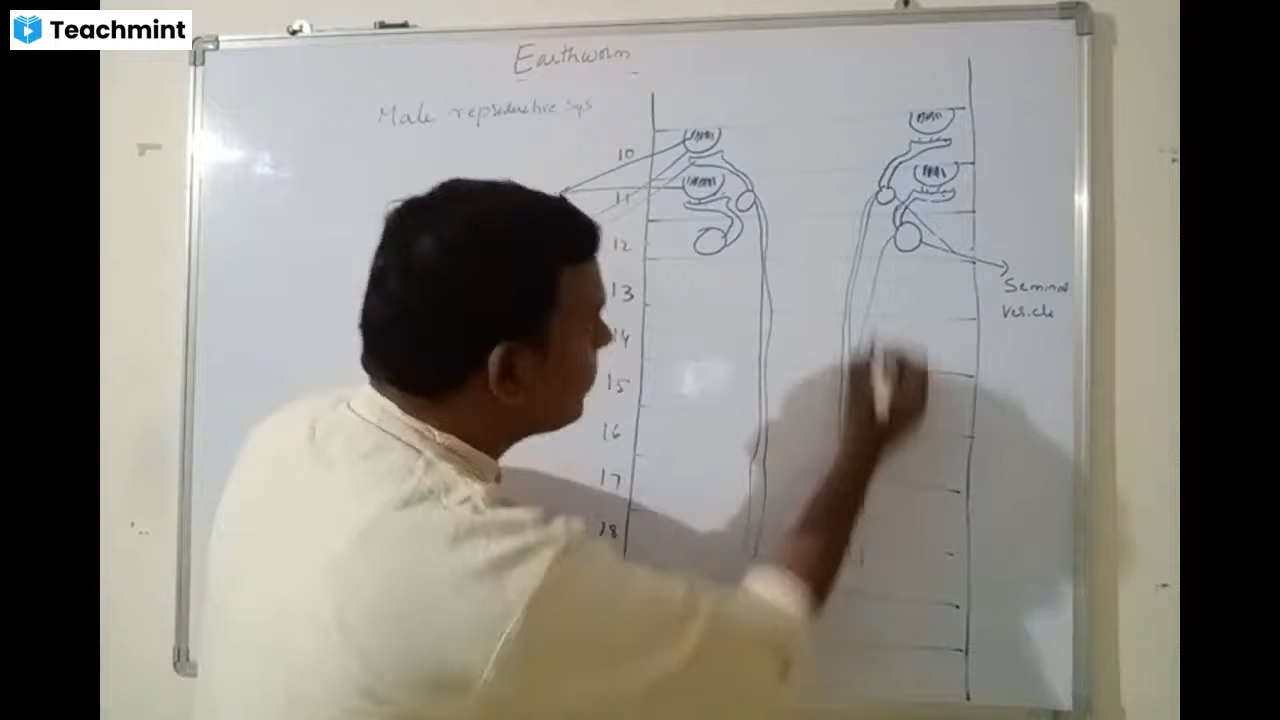 Teachmint
Earthworm
Male reproductive sys
10
11
12
13
14
15
16
17
18
Seminal
vesicle